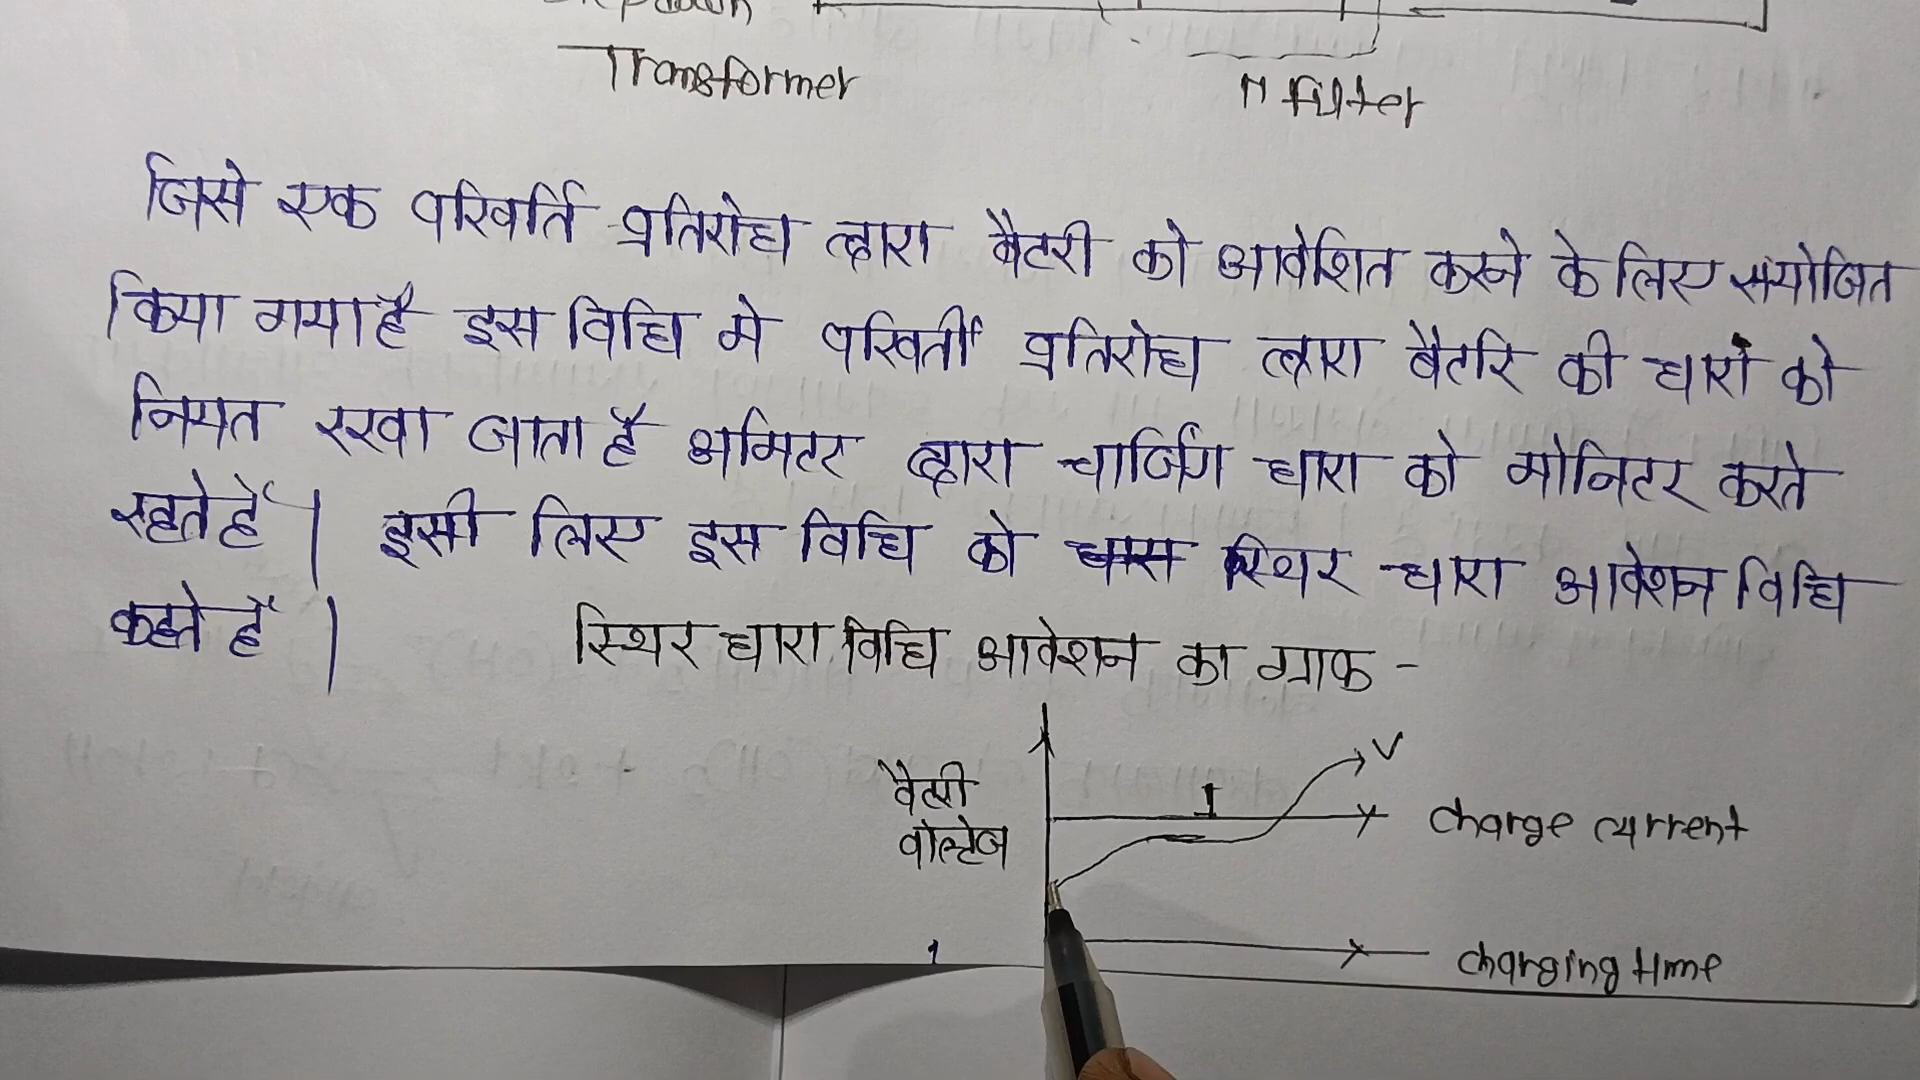 Transformer
π filter
जिसे एक परिवर्ति प्रतिरोध द्वारा बैटरी को आवेशित करने के लिए संयोजित
किया गया है इस विधि मे परिवर्ती प्रतिरोध द्वारा बैटरि की धारा को
नियत रखा जाता है अमिटर द्वारा चार्जिंग धारा को मोनिटर करते
रहते हैं | इसी लिए इस विधि को स्थिर धारा आवेशन विधि
कहते हैं |
स्थिर धारा विधि आवेशन का ग्राफ -
V
बैटरी
I
charge current
वोल्टेज
charging time